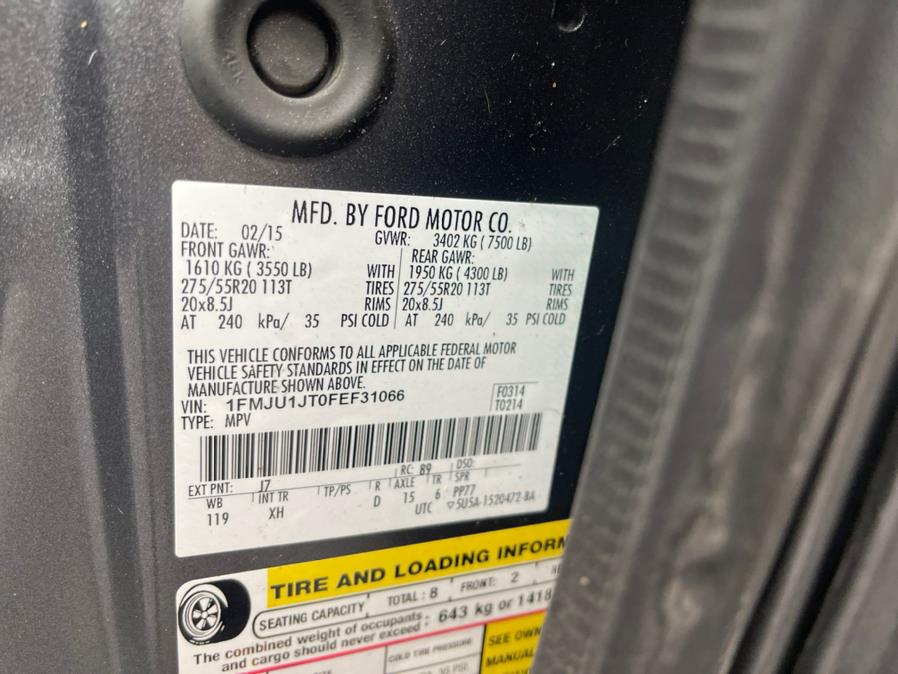 MFD. BY FORD MOTOR CO.
DATE: 02/15 GVWR: 3402 KG ( 7500 LB)
FRONT GAWR: REAR GAWR:
1610 KG ( 3550 LB) WITH 1950 KG ( 4300 LB) WITH
275/55R20 113T TIRES 275/55R20 113T TIRES
20x8.5J RIMS 20x8.5J RIMS
AT 240 kPa/ 35 PSI COLD AT 240 kPa/ 35 PSI COLD
THIS VEHICLE CONFORMS TO ALL APPLICABLE FEDERAL MOTOR
VEHICLE SAFETY STANDARDS IN EFFECT ON THE DATE OF
MANUFACTURE SHOWN ABOVE.
VIN: 1FMJU1JT0FEF31066 F0314
TYPE: MPV T0214
EXT PNT: J7 RC: 89 DSO:
WB INT TR TP/PS R AXLE TR SPR
119 XH D 15 6 PP77
UTC ▽5U5A-1520472-BA
TIRE AND LOADING INFORM
SEATING CAPACITY TOTAL : 8 FRONT: 2
The combined weight of occupants
and cargo should never exceed : 643 kg or 1418
COLD TIRE PRESSURE SEE OWN
SIZE 35 PSI MANUAL